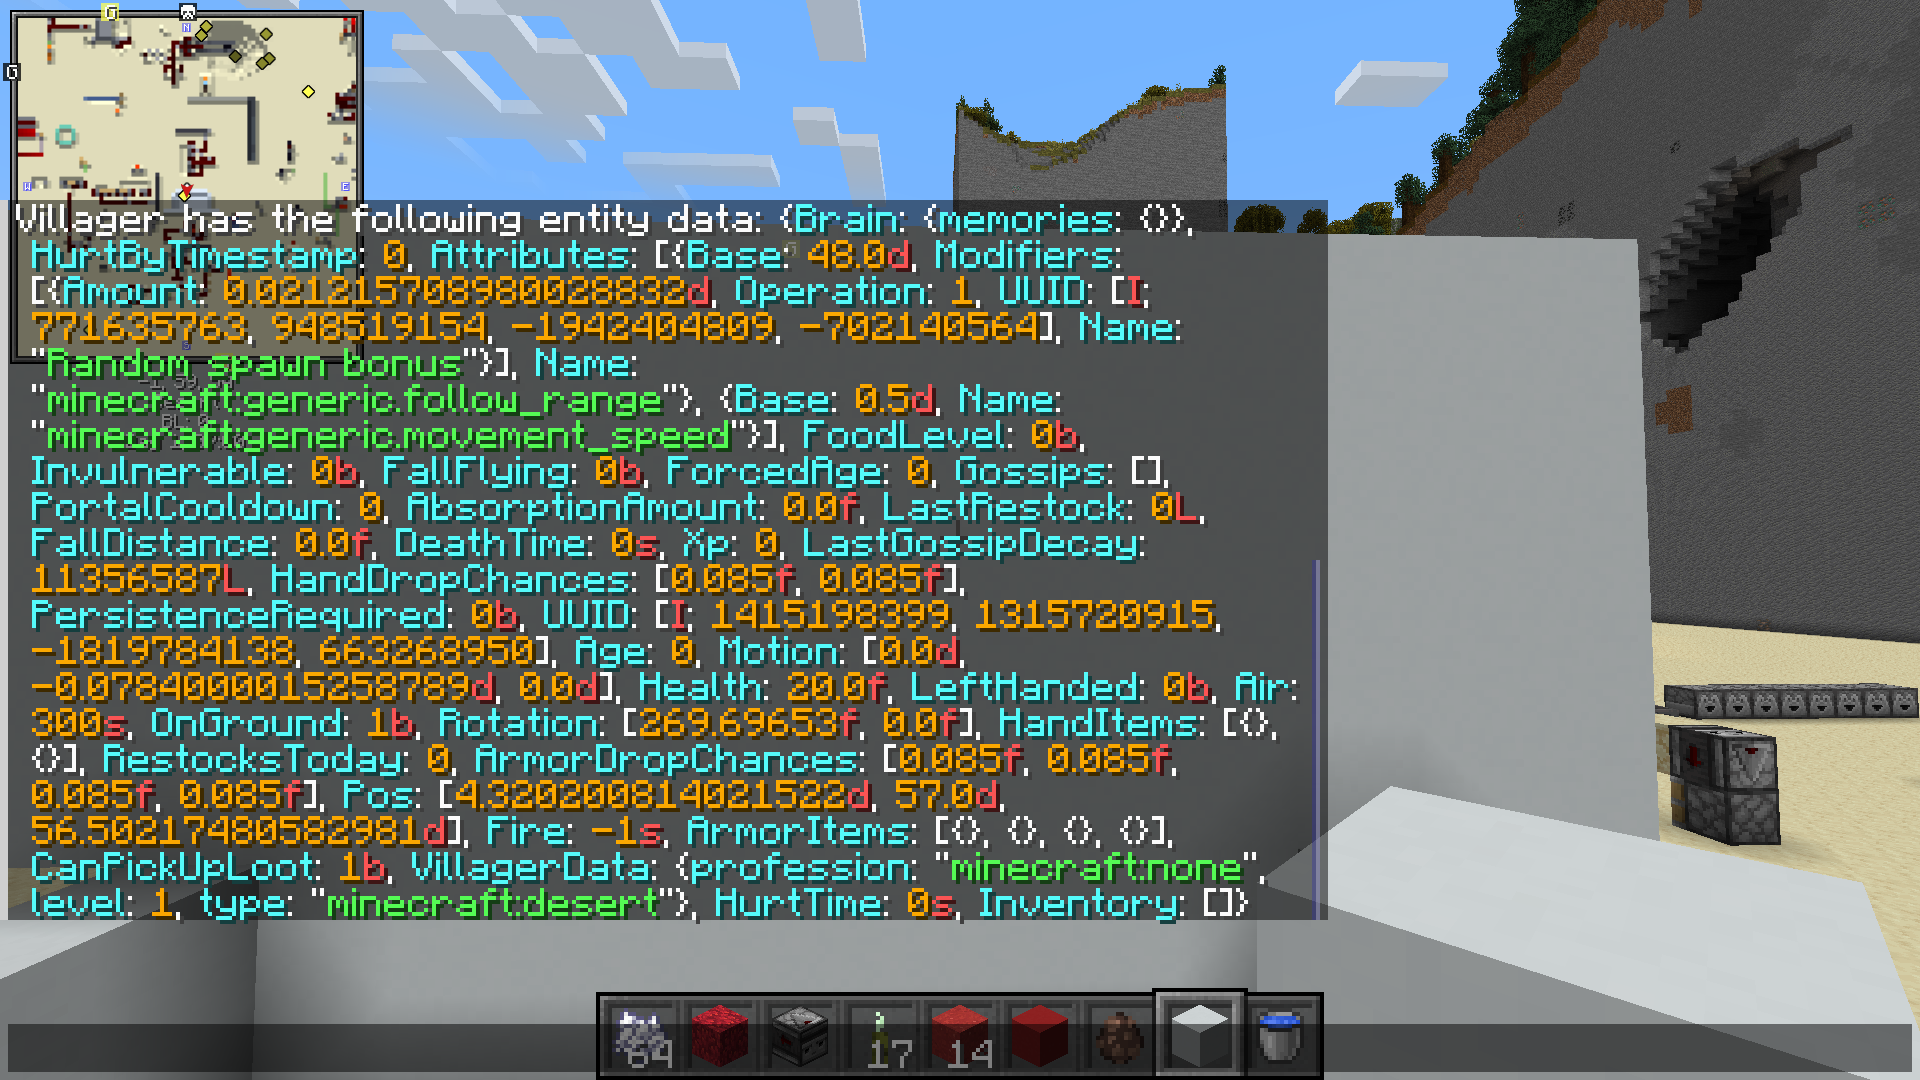 G
N
G
W
E
Villager has the following entity data: {Brain: {memories: {}},
HurtByTimestamp: 0, Attributes: [{Base: 48.0d, Modifiers:
[{Amount: 0.021215708980028832d, Operation: 1, UUID: [I;
771635763, 948519154, -1942404809, -702140564], Name:
"Random spawn bonus"}], Name:
"minecraft:generic.follow_range"}, {Base: 0.5d, Name:
"minecraft:generic.movement_speed"}], FoodLevel: 0b,
Invulnerable: 0b, FallFlying: 0b, ForcedAge: 0, Gossips: [],
PortalCooldown: 0, AbsorptionAmount: 0.0f, LastRestock: 0L,
FallDistance: 0.0f, DeathTime: 0s, Xp: 0, LastGossipDecay:
11356587L, HandDropChances: [0.085f, 0.085f],
PersistenceRequired: 0b, UUID: [I; 1415198399, 1315720915,
-1819784138, 663268950], Age: 0, Motion: [0.0d,
-0.0784000015258789d, 0.0d], Health: 20.0f, LeftHanded: 0b, Air:
300s, OnGround: 1b, Rotation: [269.69653f, 0.0f], HandItems: [{},
{}], RestocksToday: 0, ArmorDropChances: [0.085f, 0.085f,
0.085f, 0.085f], Pos: [4.320200814021522d, 57.0d,
56.502174805829​81d], Fire: -1s, ArmorItems: [{}, {}, {}, {}],
CanPickUpLoot: 1b, VillagerData: {profession: "minecraft:none",
level: 1, type: "minecraft:desert"}, HurtTime: 0s, Inventory: []}
64
17
14